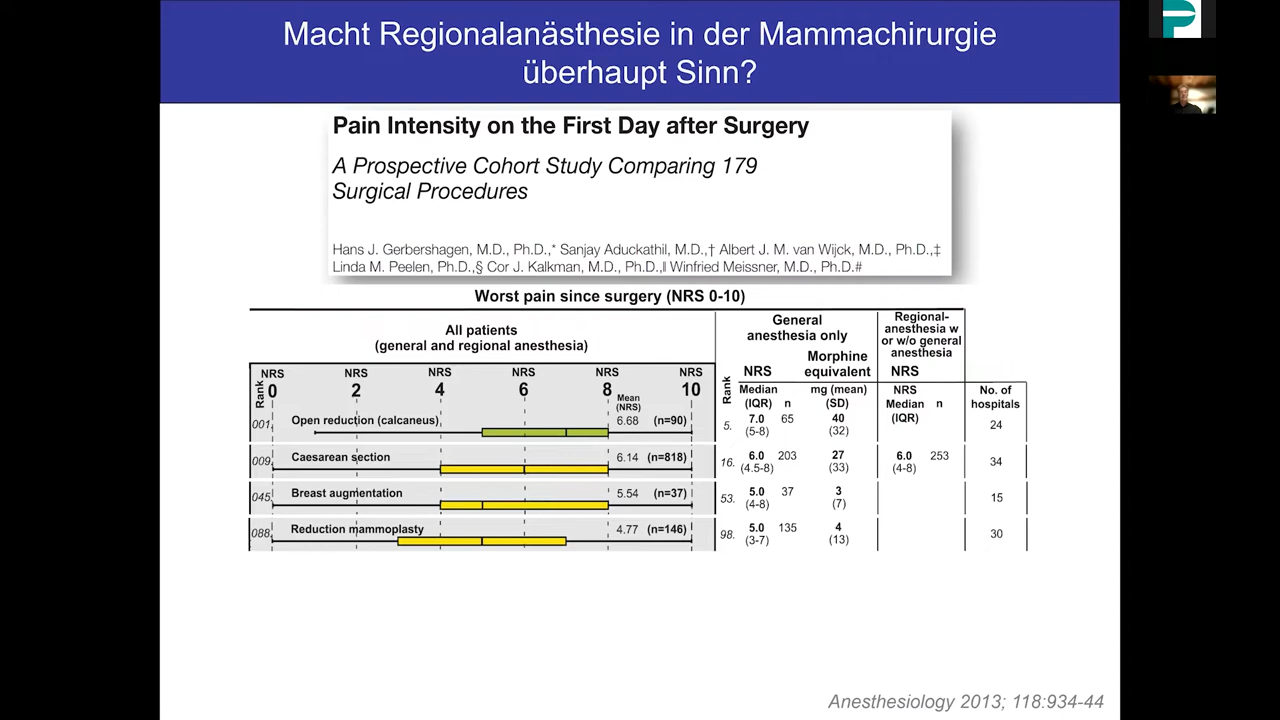 Macht Regionalanästhesie in der Mammachirurgie
überhaupt Sinn?
Pain Intensity on the First Day after Surgery
A Prospective Cohort Study Comparing 179
Surgical Procedures
Hans J. Gerbershagen, M.D., Ph.D.,* Sanjay Aduckathil, M.D.,† Albert J. M. van Wijck, M.D., Ph.D.,‡
Linda M. Peelen, Ph.D.,§ Cor J. Kalkman, M.D., Ph.D.,‖ Winfried Meissner, M.D., Ph.D.#
Worst pain since surgery (NRS 0-10)
All patients
(general and regional anesthesia)
General
anesthesia only
Regional-
anesthesia w
or w/o general
anesthesia
Rank
NRS NRS NRS NRS NRS NRS
0 2 4 6 8 10
Mean
(NRS)
Rank
NRS
Morphine
equivalent
NRS
Median
(IQR)
n
mg (mean)
(SD)
NRS
Median
(IQR)
n
No. of
hospitals
001. Open reduction (calcaneus) 6.68 (n=90) 5. 7.0 65 40 24
(5-8) (32)
009. Caesarean section 6.14 (n=818) 16. 6.0 203 27 6.0 253 34
(4.5-8) (33) (4-8)
045. Breast augmentation 5.54 (n=37) 53. 5.0 37 3 15
(4-8) (7)
088. Reduction mammoplasty 4.77 (n=146) 98. 5.0 135 4 30
(3-7) (13)
Anesthesiology 2013; 118:934-44